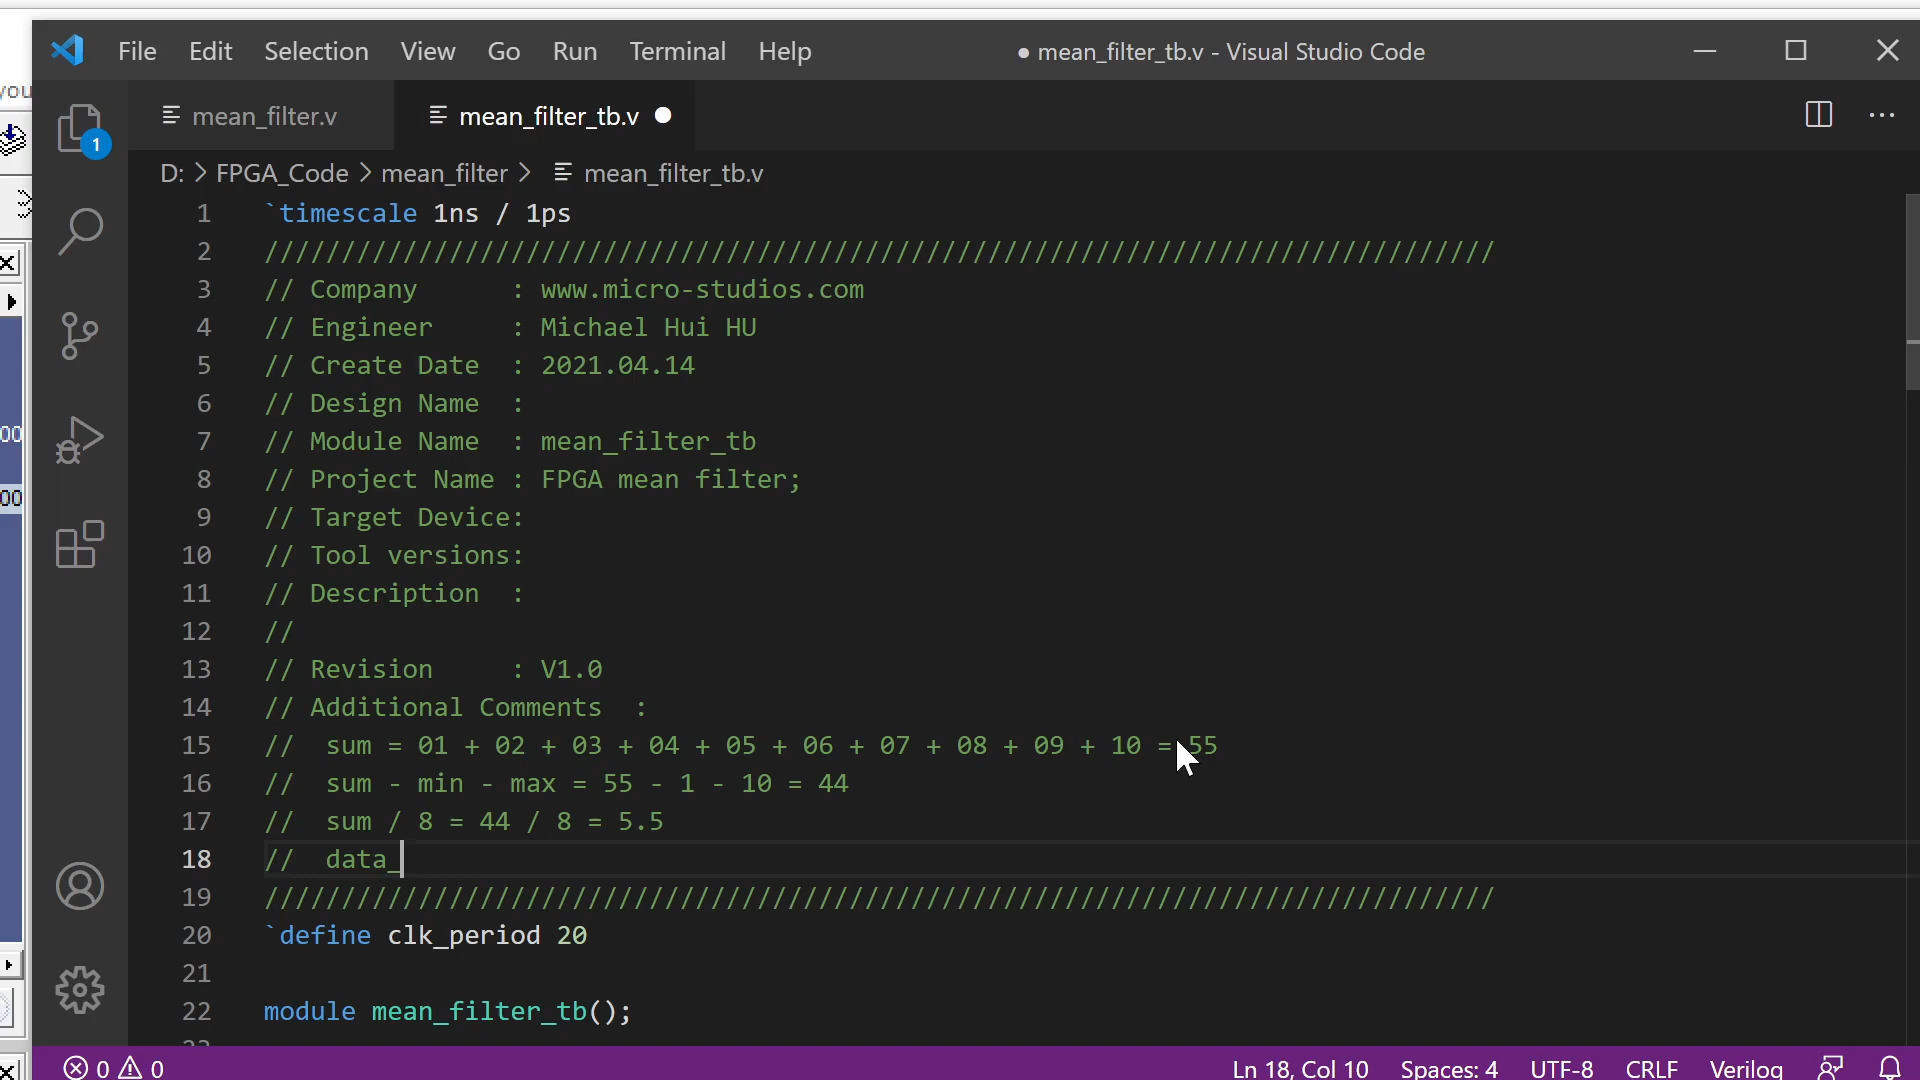 File Edit Selection View Go Run Terminal Help ● mean_filter_tb.v - Visual Studio Code
you
mean_filter.v mean_filter_tb.v ●
1
D: > FPGA_Code > mean_filter > mean_filter_tb.v
1 `timescale 1ns / 1ps
2 ////////////////////////////////////////////////////////////////////////////////
3 // Company      : www.micro-studios.com
4 // Engineer     : Michael Hui HU
5 // Create Date  : 2021.04.14
6 // Design Name  :
7 // Module Name  : mean_filter_tb
8 // Project Name : FPGA mean filter;
9 // Target Device:
10 // Tool versions:
11 // Description  :
12 //
13 // Revision     : V1.0
14 // Additional Comments  :
15 //  sum = 01 + 02 + 03 + 04 + 05 + 06 + 07 + 08 + 09 + 10 = 55
16 //  sum - min - max = 55 - 1 - 10 = 44
17 //  sum / 8 = 44 / 8 = 5.5
18 //  data_
19 ////////////////////////////////////////////////////////////////////////////////
20 `define clk_period 20
21
22 module mean_filter_tb();
00
00
0 0 Ln 18, Col 10 Spaces: 4 UTF-8 CRLF Verilog